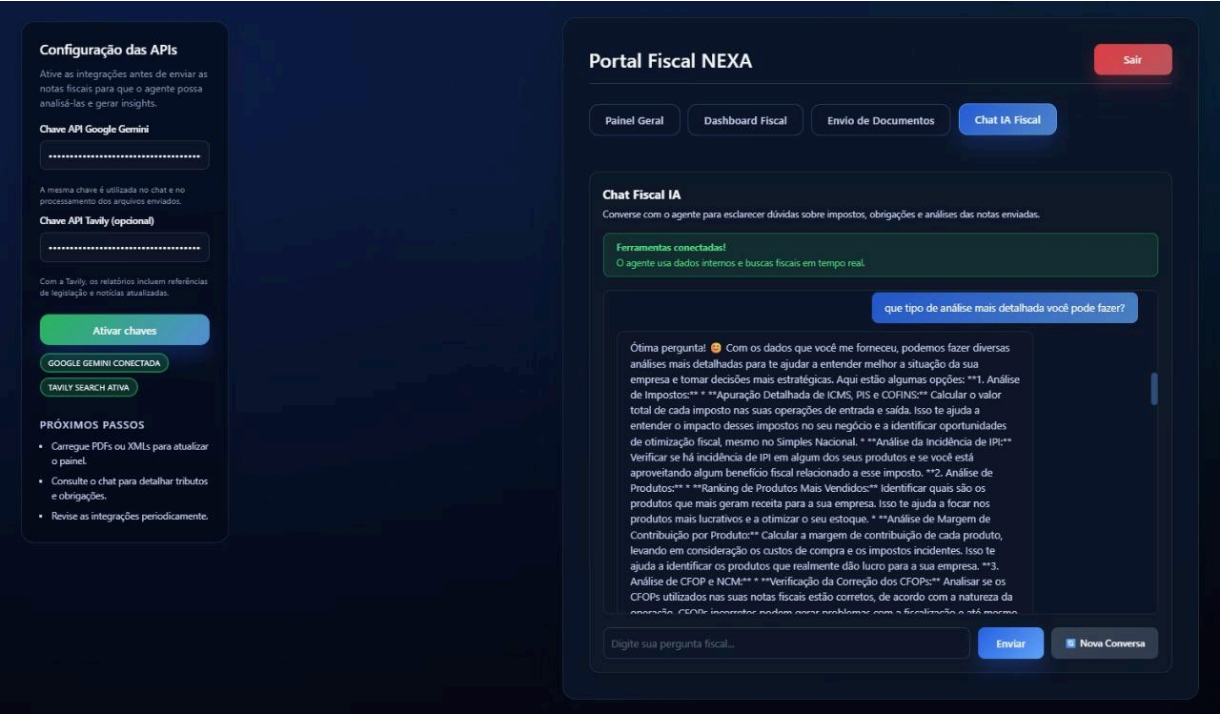 Configuração das APIs
Ative as integrações antes de enviar as
notas fiscais para que o agente possa
analisá-las e gerar insights.
Chave API Google Gemini
A mesma chave é utilizada no chat e no
processamento dos arquivos enviados.
Chave API Tavily (opcional)
Com a Tavily, os relatórios incluem referências
de legislação e notícias atualizadas.
Ativar chaves
GOOGLE GEMINI CONECTADA
TAVILY SEARCH ATIVA
PRÓXIMOS PASSOS
• Carregue PDFs ou XMLs para atualizar
o painel.
• Consulte o chat para detalhar tributos
e obrigações.
• Revise as integrações periodicamente.
Portal Fiscal NEXA
Sair
Painel Geral
Dashboard Fiscal
Envio de Documentos
Chat IA Fiscal
Chat Fiscal IA
Converse com o agente para esclarecer dúvidas sobre impostos, obrigações e análises das notas enviadas.
Ferramentas conectadas!
O agente usa dados internos e buscas fiscais em tempo real.
que tipo de análise mais detalhada você pode fazer?
Ótima pergunta! 😊 Com os dados que você me forneceu, podemos fazer diversas
análises mais detalhadas para te ajudar a entender melhor a situação da sua
empresa e tomar decisões mais estratégicas. Aqui estão algumas opções: **1. Análise
de Impostos:** * **Apuração Detalhada de ICMS, PIS e COFINS:** Calcular o valor
total de cada imposto nas suas operações de entrada e saída. Isso te ajuda a
entender o impacto desses impostos no seu negócio e a identificar oportunidades
de otimização fiscal, mesmo no Simples Nacional. * **Análise da Incidência de IPI:**
Verificar se há incidência de IPI em algum dos seus produtos e se você está
aproveitando algum benefício fiscal relacionado a esse imposto. **2. Análise de
Produtos:** * **Ranking de Produtos Mais Vendidos:** Identificar quais são os
produtos que mais geram receita para a sua empresa. Isso te ajuda a focar nos
produtos mais lucrativos e a otimizar o seu estoque. * **Análise de Margem de
Contribuição por Produto:** Calcular a margem de contribuição de cada produto,
levando em consideração os custos de compra e os impostos incidentes. Isso te
ajuda a identificar os produtos que realmente dão lucro para a sua empresa. **3.
Análise de CFOP e NCM:** * **Verificação da Correção dos CFOPs:** Analisar se os
CFOPs utilizados nas suas notas fiscais estão corretos, de acordo com a natureza da
operação. CFOPs incorretos podem gerar problemas com a fiscalização e até mesmo
Digite sua pergunta fiscal...
Enviar
Nova Conversa